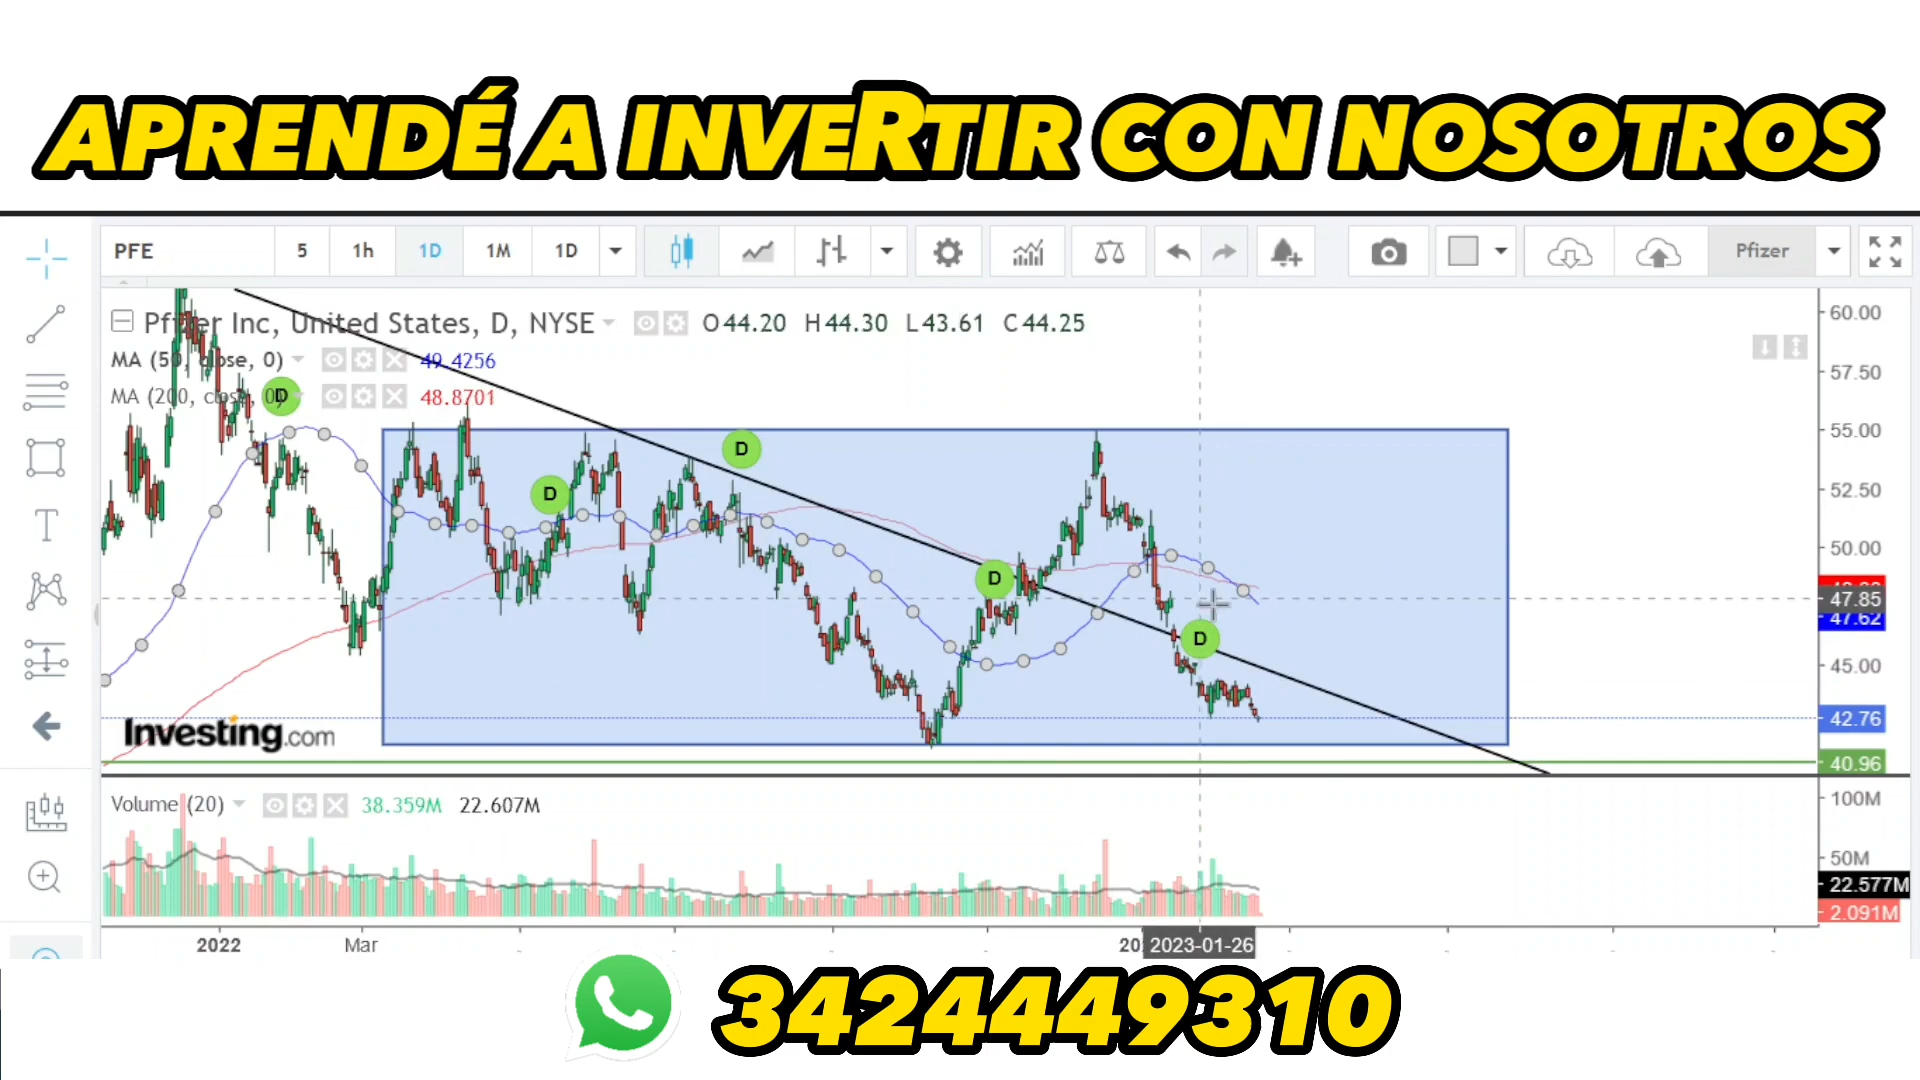 APRENDÉ A INVERTIR CON NOSOTROS
PFE 5 1h 1D 1M 1D Pfizer
Pfizer Inc, United States, D, NYSE O44.20 H44.30 L43.61 C44.25
MA (50, close, 0) 49.4256
MA (200, close, 0) 48.8701
D
D
D
D
D
60.00
57.50
55.00
52.50
50.00
47.85
47.62
45.00
42.76
40.96
Investing.com
Volume (20) 38.359M 22.607M
100M
50M
22.577M
2.091M
2022 Mar 2023-01-26
3424449310